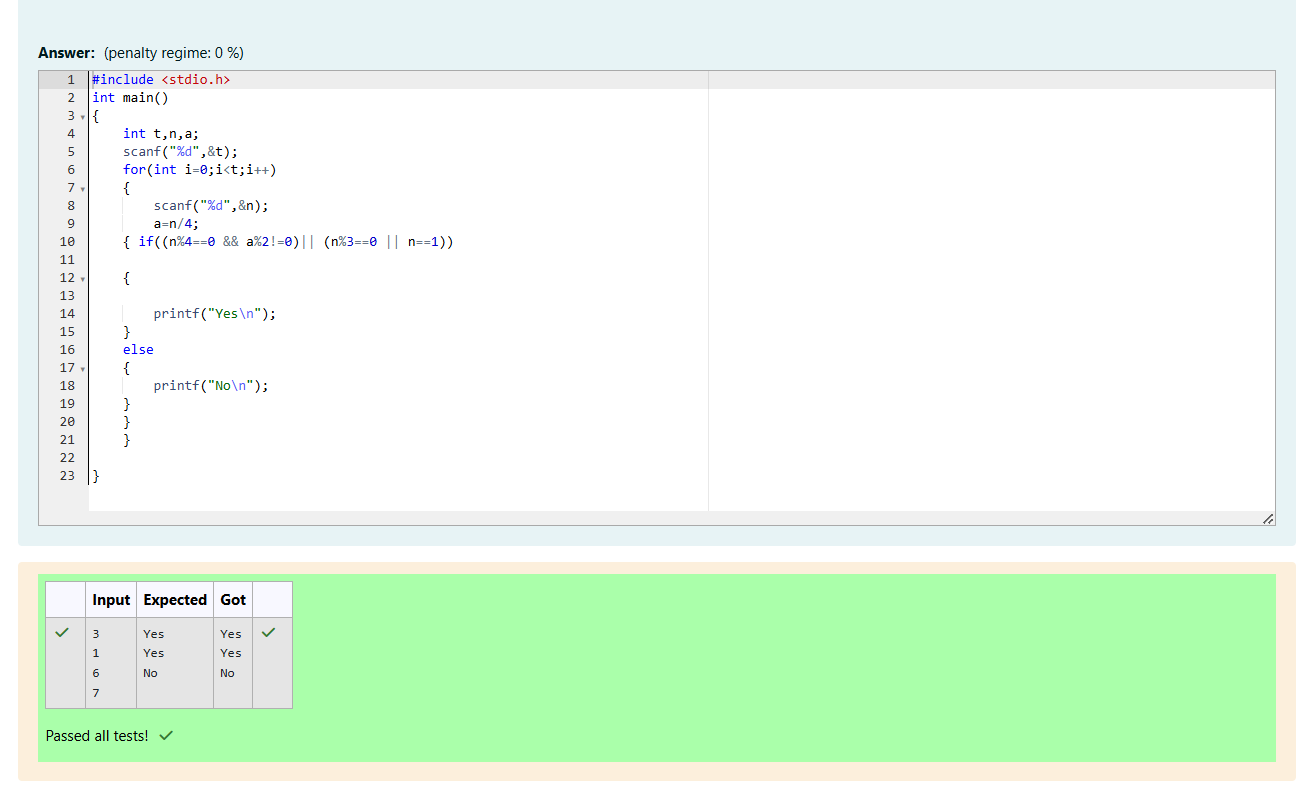 Answer: (penalty regime: 0 %)
1 #include <stdio.h>
2 int main()
3 {
4     int t,n,a;
5     scanf("%d",&t);
6     for(int i=0;i<t;i++)
7     {
8         scanf("%d",&n);
9         a=n/4;
10     { if((n%4==0 && a%2!=0)|| (n%3==0 || n==1))
11
12     {
13
14         printf("Yes\n");
15     }
16     else
17     {
18         printf("No\n");
19     }
20     }
21     }
22
23 }
Input Expected Got
3 Yes Yes
1 Yes Yes
6 No No
7
Passed all tests!